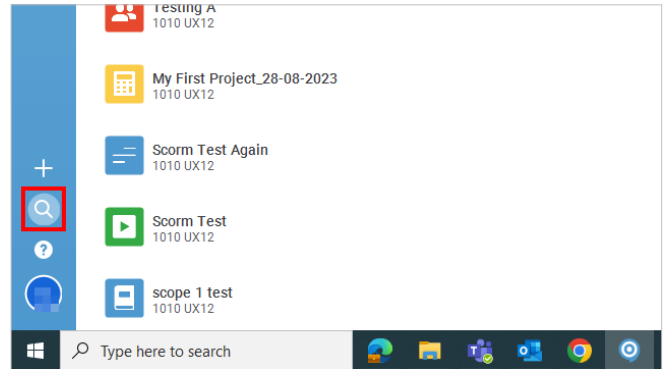 Testing A
1010 UX12
My First Project_28-08-2023
1010 UX12
Scorm Test Again
1010 UX12
Scorm Test
1010 UX12
?
scope 1 test
1010 UX12
Type here to search